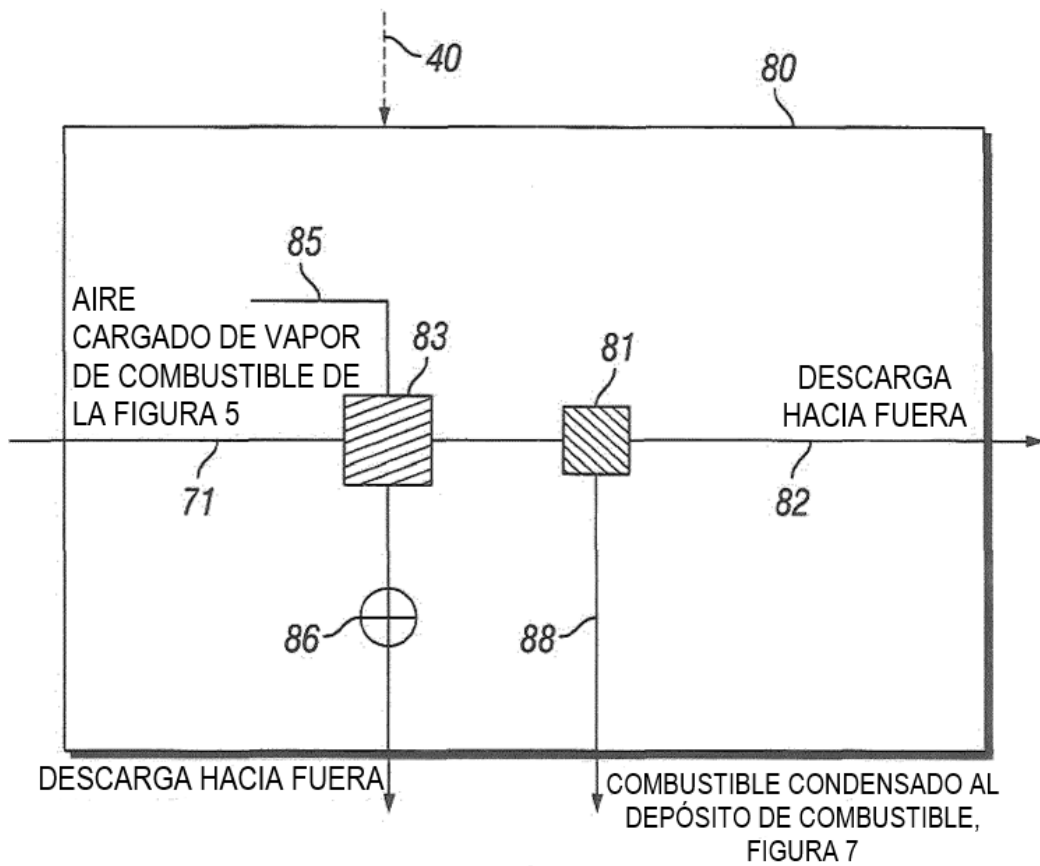 40
80
85
AIRE
CARGADO DE VAPOR
DE COMBUSTIBLE DE
LA FIGURA 5
83
81
DESCARGA
HACIA FUERA
71
82
86
88
DESCARGA HACIA FUERA
COMBUSTIBLE CONDENSADO AL
DEPÓSITO DE COMBUSTIBLE,
FIGURA 7